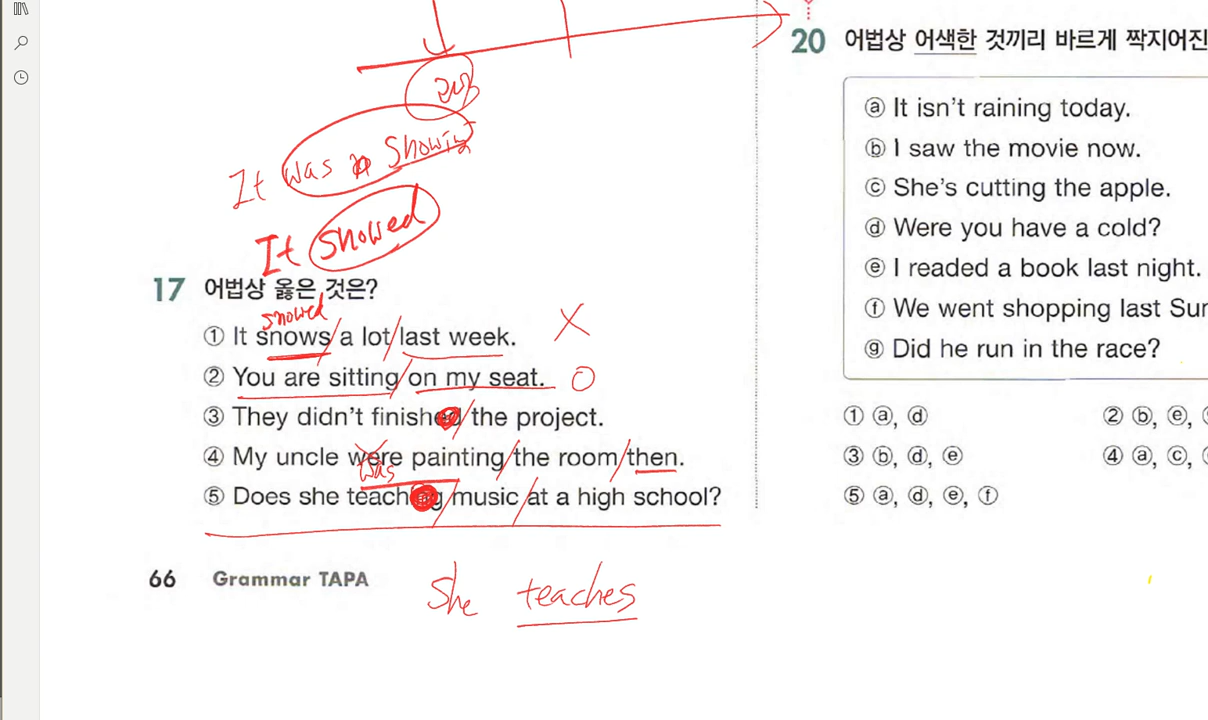 It was Showing
It Showed
17 어법상 옳은 것은?
snowed
① It snows a lot last week. X
② You are sitting on my seat. O
③ They didn't finished the project.
④ My uncle were painting the room then.
was
⑤ Does she teaching music at a high school?
66 Grammar TAPA
She teaches
20 어법상 어색한 것끼리 바르게 짝지어진
ⓐ It isn't raining today.
ⓑ I saw the movie now.
ⓒ She's cutting the apple.
ⓓ Were you have a cold?
ⓔ I readed a book last night.
ⓕ We went shopping last Sun
ⓖ Did he run in the race?
① ⓐ, ⓓ ② ⓑ, ⓔ,
③ ⓑ, ⓓ, ⓔ ④ ⓐ, ⓒ,
⑤ ⓐ, ⓓ, ⓔ, ⓕ